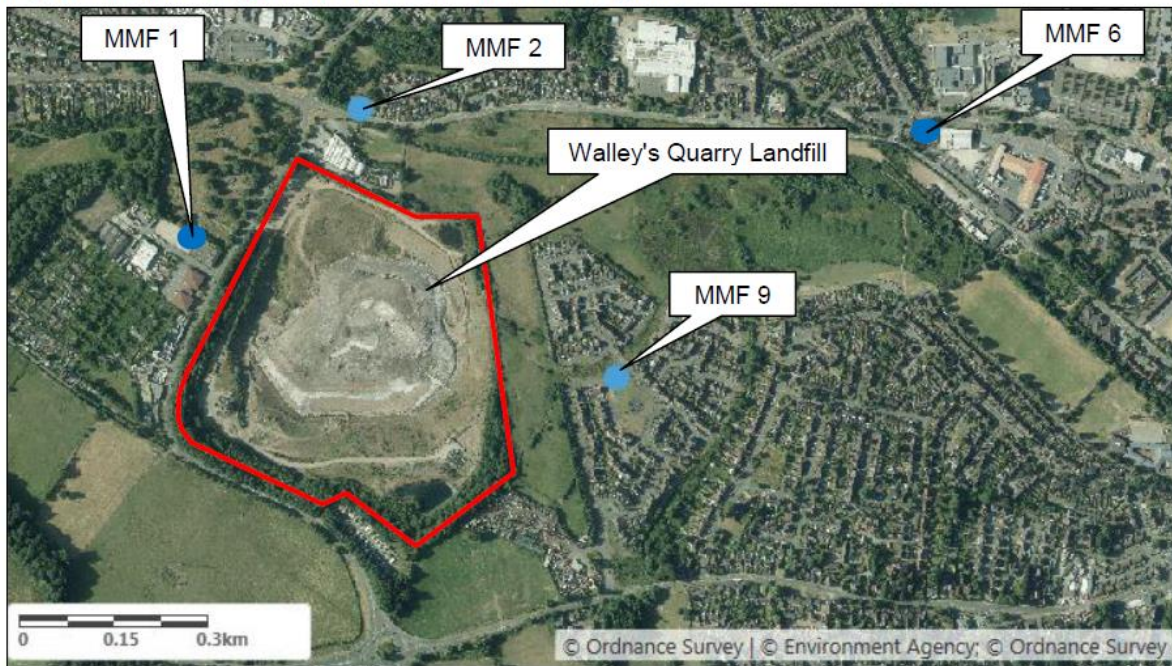 MMF 1
MMF 2
MMF 6
Walley's Quarry Landfill
MMF 9
0 0.15 0.3km
© Ordnance Survey | © Environment Agency; © Ordnance Survey